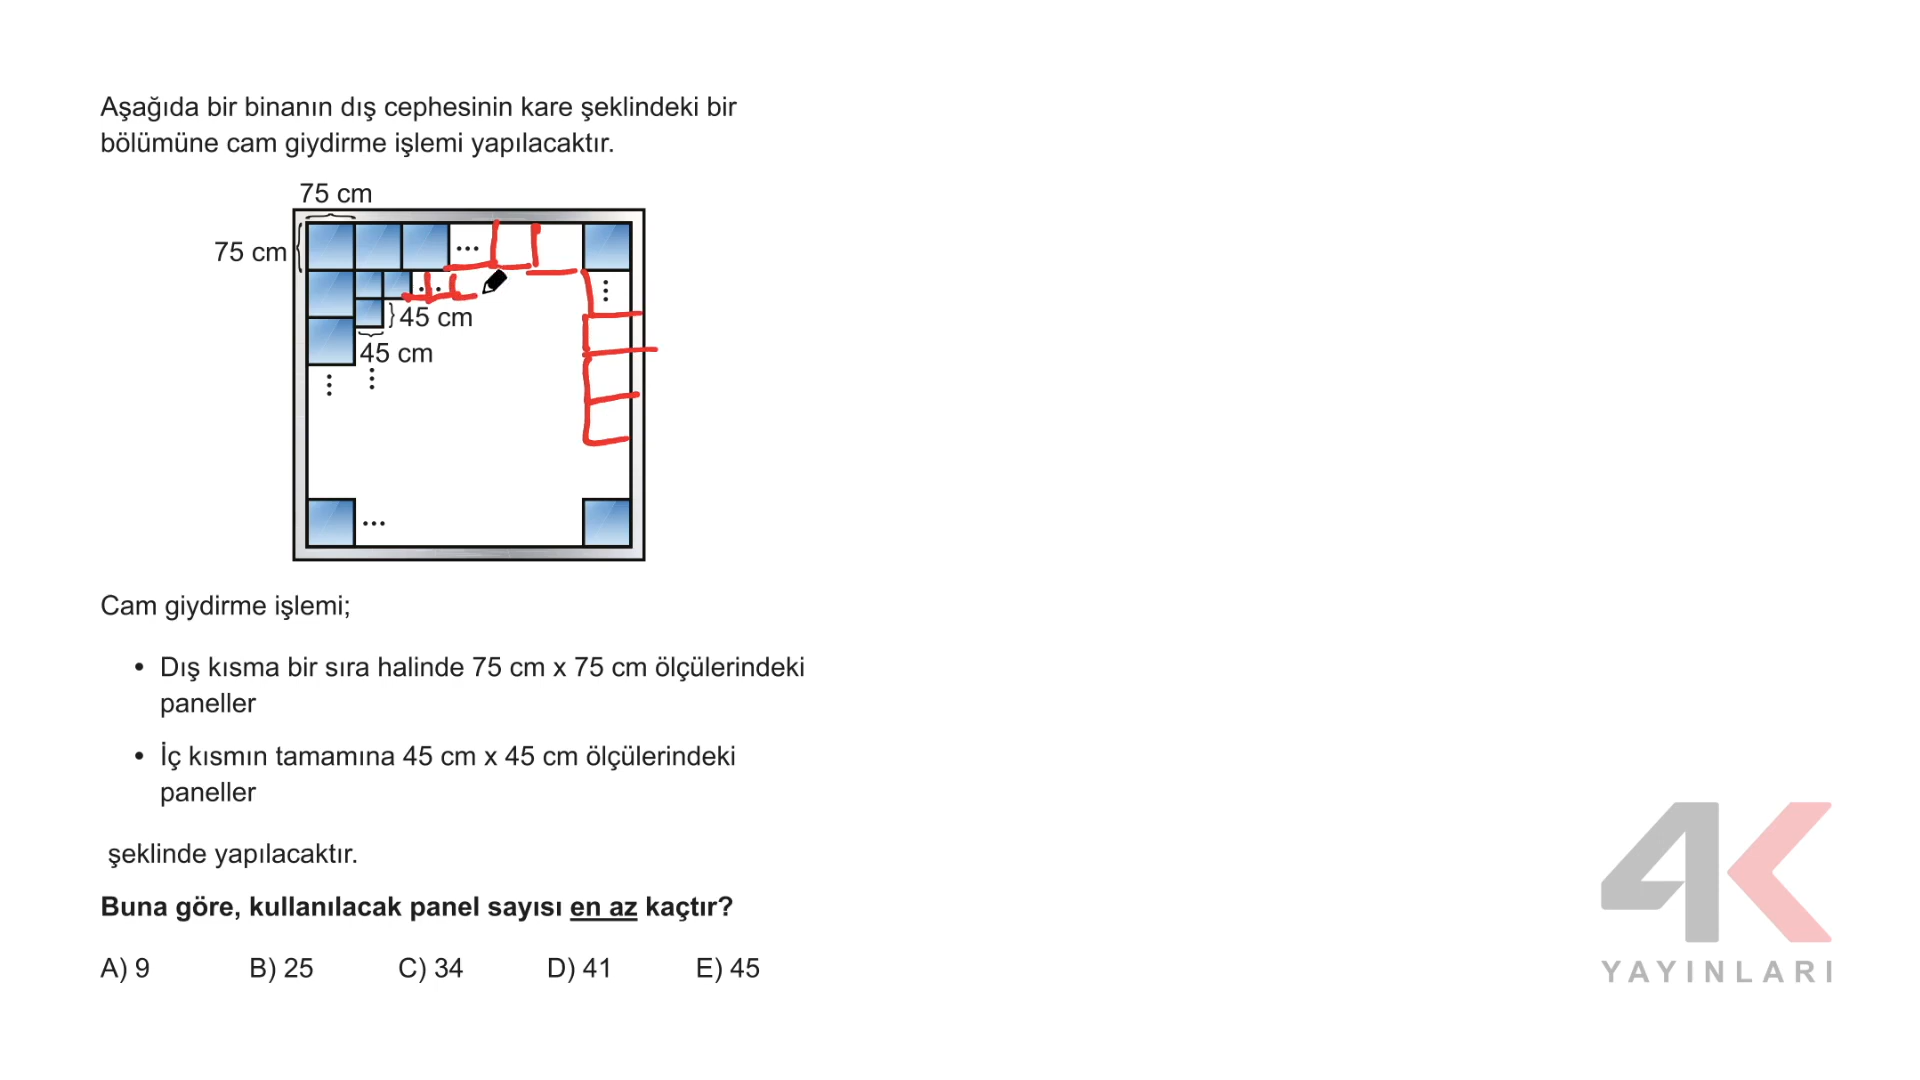 Aşağıda bir binanın dış cephesinin kare şeklindeki bir
bölümüne cam giydirme işlemi yapılacaktır.
75 cm
75 cm
45 cm
45 cm
Cam giydirme işlemi;
• Dış kısma bir sıra halinde 75 cm x 75 cm ölçülerindeki
paneller
• İç kısmın tamamına 45 cm x 45 cm ölçülerindeki
paneller
şeklinde yapılacaktır.
Buna göre, kullanılacak panel sayısı en az kaçtır?
A) 9 B) 25 C) 34 D) 41 E) 45
4K
YAYINLARI